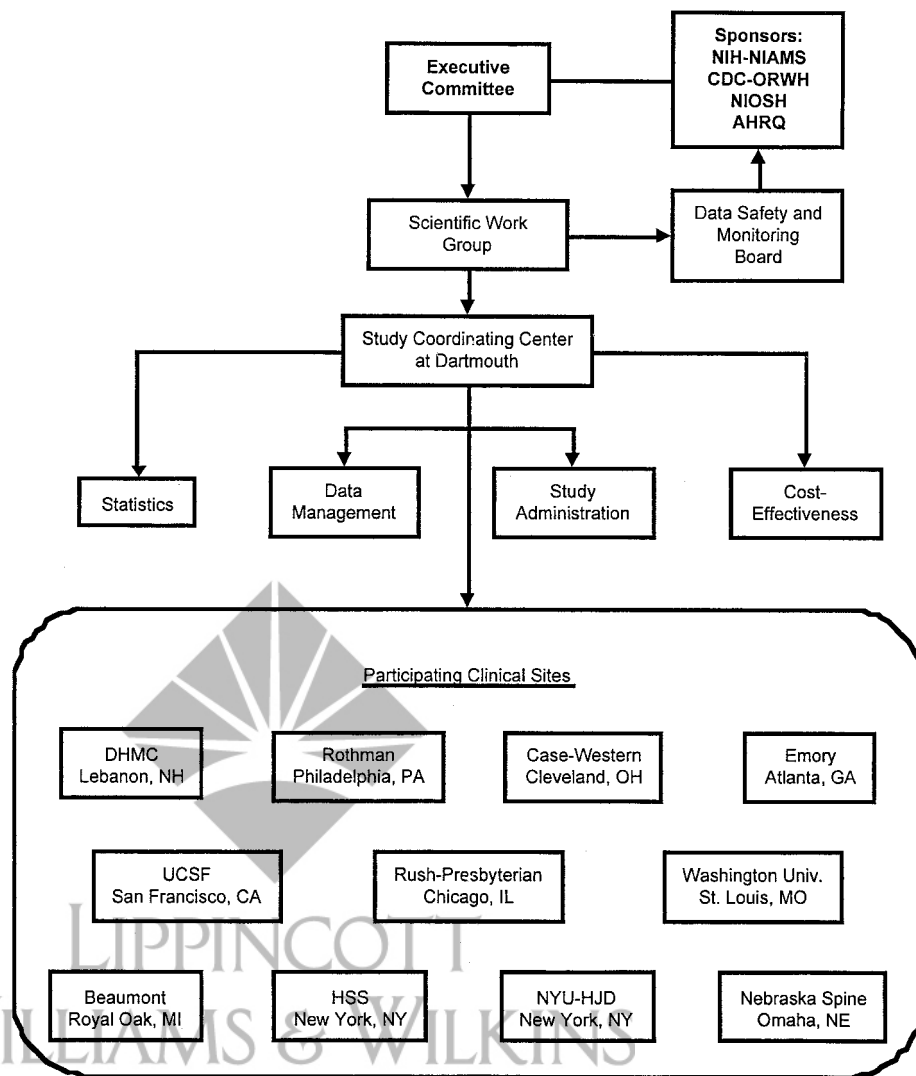 Executive
Committee
Sponsors:
NIH-NIAMS
CDC-ORWH
NIOSH
AHRQ
Scientific Work
Group
Data Safety and
Monitoring
Board
Study Coordinating Center
at Dartmouth
Statistics
Data
Management
Study
Administration
Cost-
Effectiveness
Participating Clinical Sites
DHMC
Lebanon, NH
Rothman
Philadelphia, PA
Case-Western
Cleveland, OH
Emory
Atlanta, GA
UCSF
San Francisco, CA
Rush-Presbyterian
Chicago, IL
Washington Univ.
St. Louis, MO
Beaumont
Royal Oak, MI
HSS
New York, NY
NYU-HJD
New York, NY
Nebraska Spine
Omaha, NE
LIPPINCOTT
WILLIAMS & WILKINS